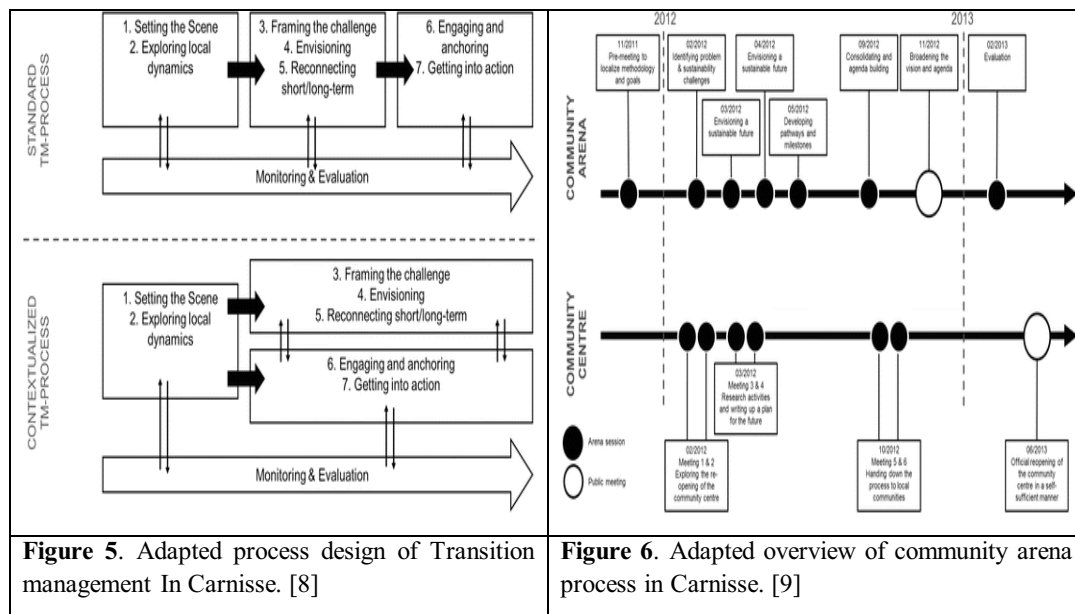 STANDARD
TM-PROCESS
1. Setting the Scene
2. Exploring local
dynamics
3. Framing the challenge
4. Envisioning
5. Reconnecting
short/long-term
6. Engaging and
anchoring
7. Getting into action
Monitoring & Evaluation
CONTEXTUALIZED
TM-PROCESS
1. Setting the Scene
2. Exploring local
dynamics
3. Framing the challenge
4. Envisioning
5. Reconnecting short/long-term
6. Engaging and anchoring
7. Getting into action
Monitoring & Evaluation
Figure 5. Adapted process design of Transition
management In Carnisse. [8]
2012
2013
COMMUNITY
ARENA
11/2011
Pre-meeting to
localize methodology
and goals
02/2012
Identifying problem
& sustainability
challenges
03/2012
Envisioning a
sustainable future
04/2012
Envisioning a
sustainable future
05/2012
Developing
pathways and
milestones
09/2012
Consolidating and
agenda building
11/2012
Broadening the
vision and agenda
02/2013
Evaluation
COMMUNITY
CENTRE
02/2012
Meeting 1 & 2
Exploring the re-
opening of the
community centre
03/2012
Meeting 3 & 4
Research activities
and writing up a plan
for the future
10/2012
Meeting 5 & 6
Handing down the
process to local
communities
06/2013
Official reopening of
the community
centre in a self-
sufficient manner
Arena session
Public meeting
Figure 6. Adapted overview of community arena
process in Carnisse. [9]